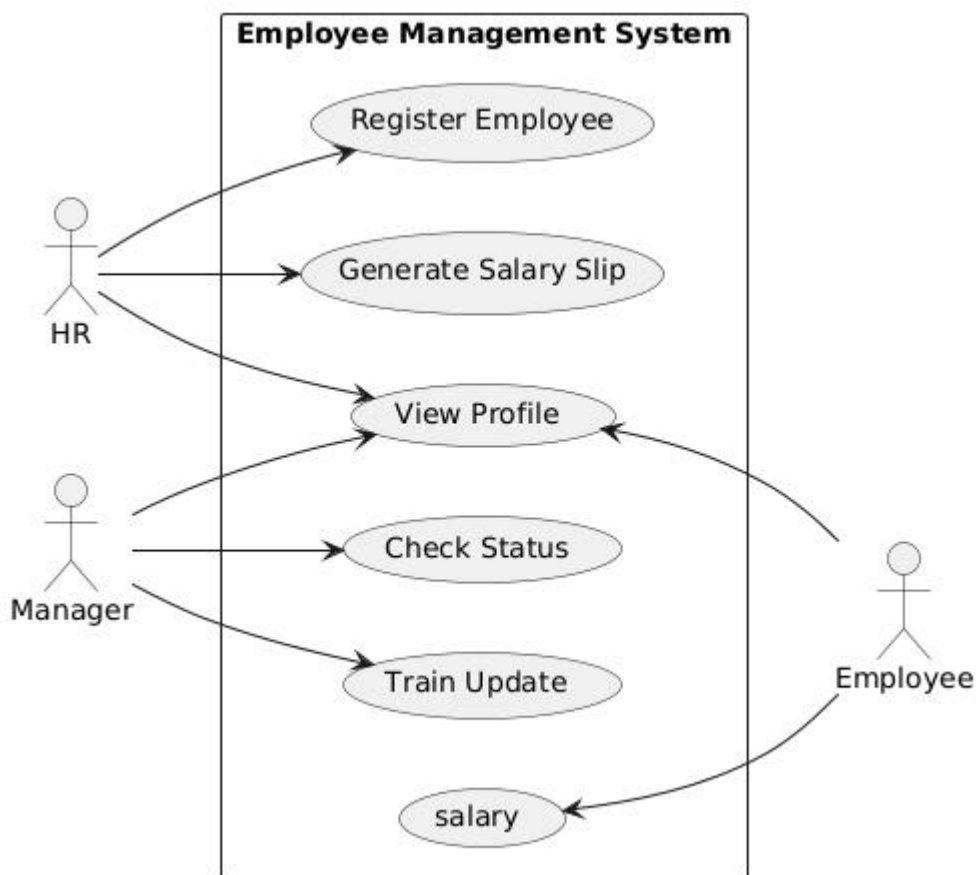 Employee Management System
Register Employee
Generate Salary Slip
HR
View Profile
Check Status
Manager
Train Update
Employee
salary